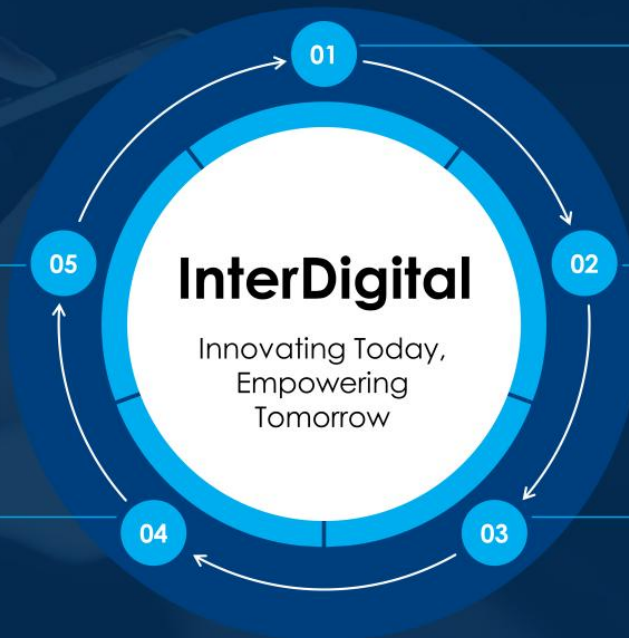 01
05
02
InterDigital
Innovating Today,
Empowering
Tomorrow
04
03